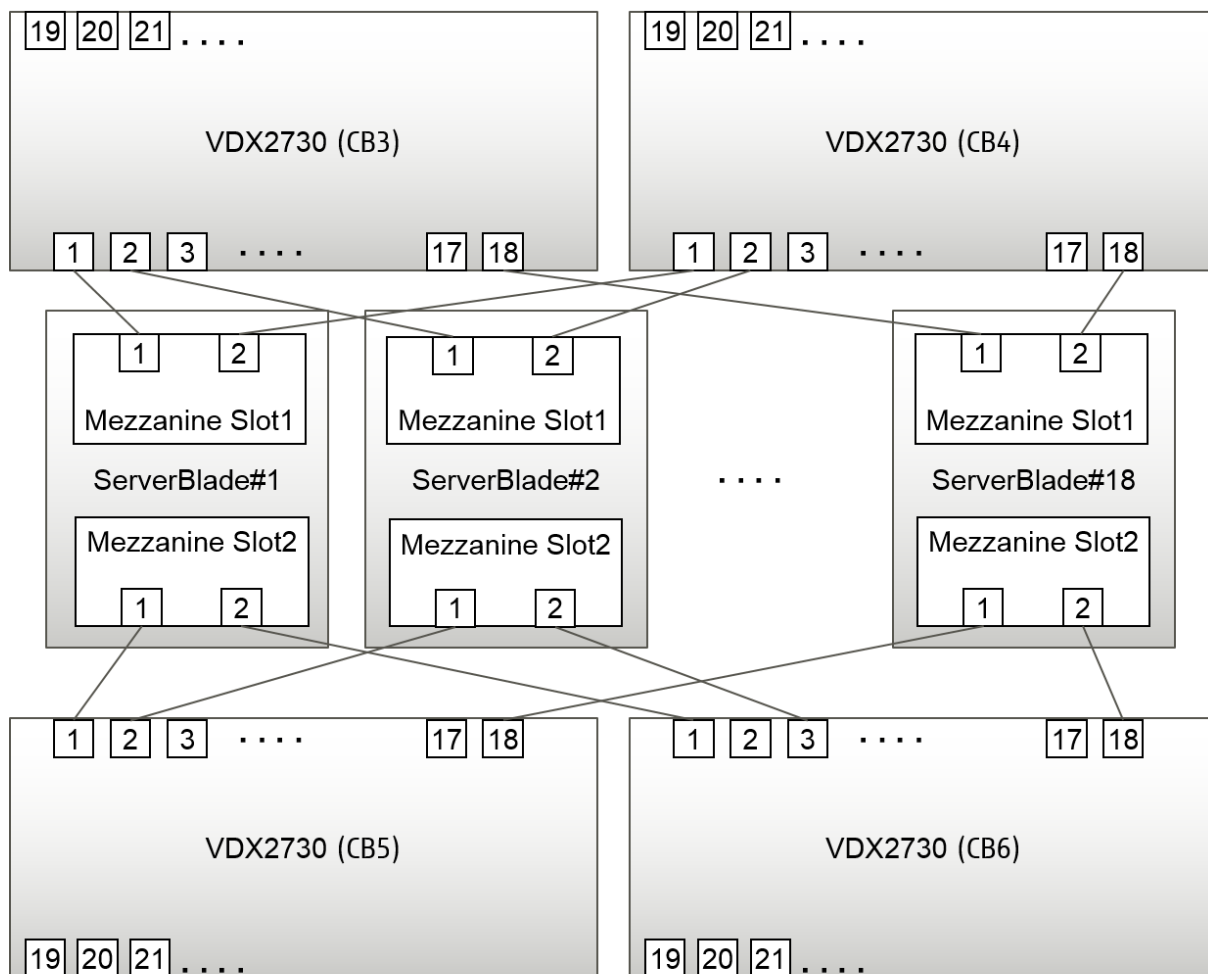 19 20 21 . . . . 19 20 21 . . . .
VDX2730 (CB3) VDX2730 (CB4)
1 2 3 . . . . 17 18 1 2 3 . . . . 17 18
1 2 1 2 1 2
Mezzanine Slot1 Mezzanine Slot1 Mezzanine Slot1
ServerBlade#1 ServerBlade#2 . . . . ServerBlade#18
Mezzanine Slot2 Mezzanine Slot2 Mezzanine Slot2
1 2 1 2 1 2
1 2 3 . . . . 17 18 1 2 3 . . . . 17 18
VDX2730 (CB5) VDX2730 (CB6)
19 20 21 . . . . 19 20 21 . . . .